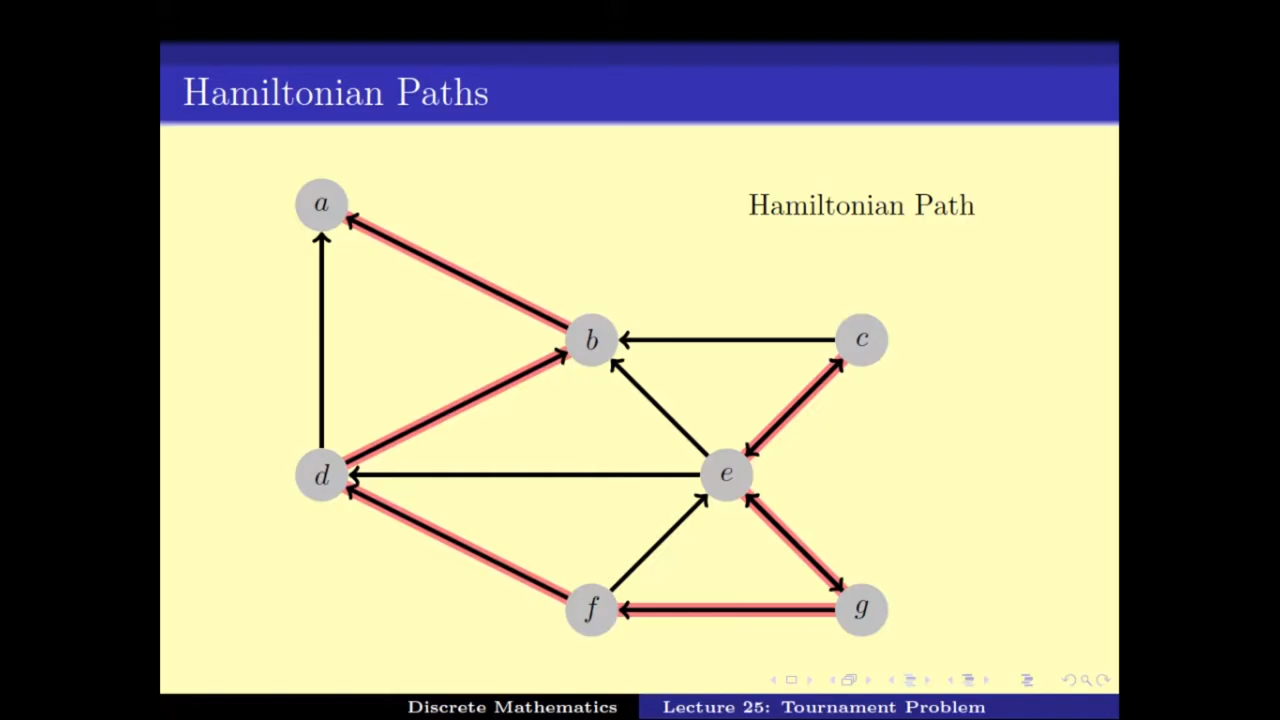 Hamiltonian Paths
a
Hamiltonian Path
b
c
d
e
f
g
Discrete Mathematics
Lecture 25: Tournament Problem